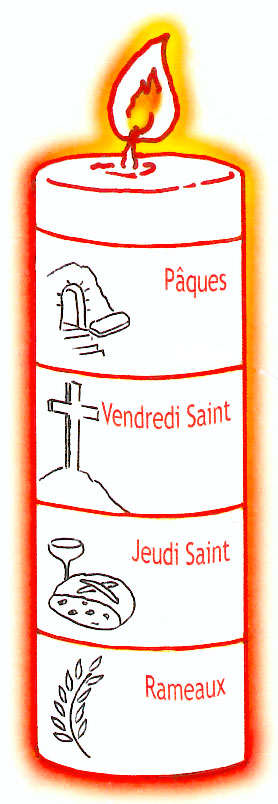 Pâques
Vendredi Saint
Jeudi Saint
Rameaux